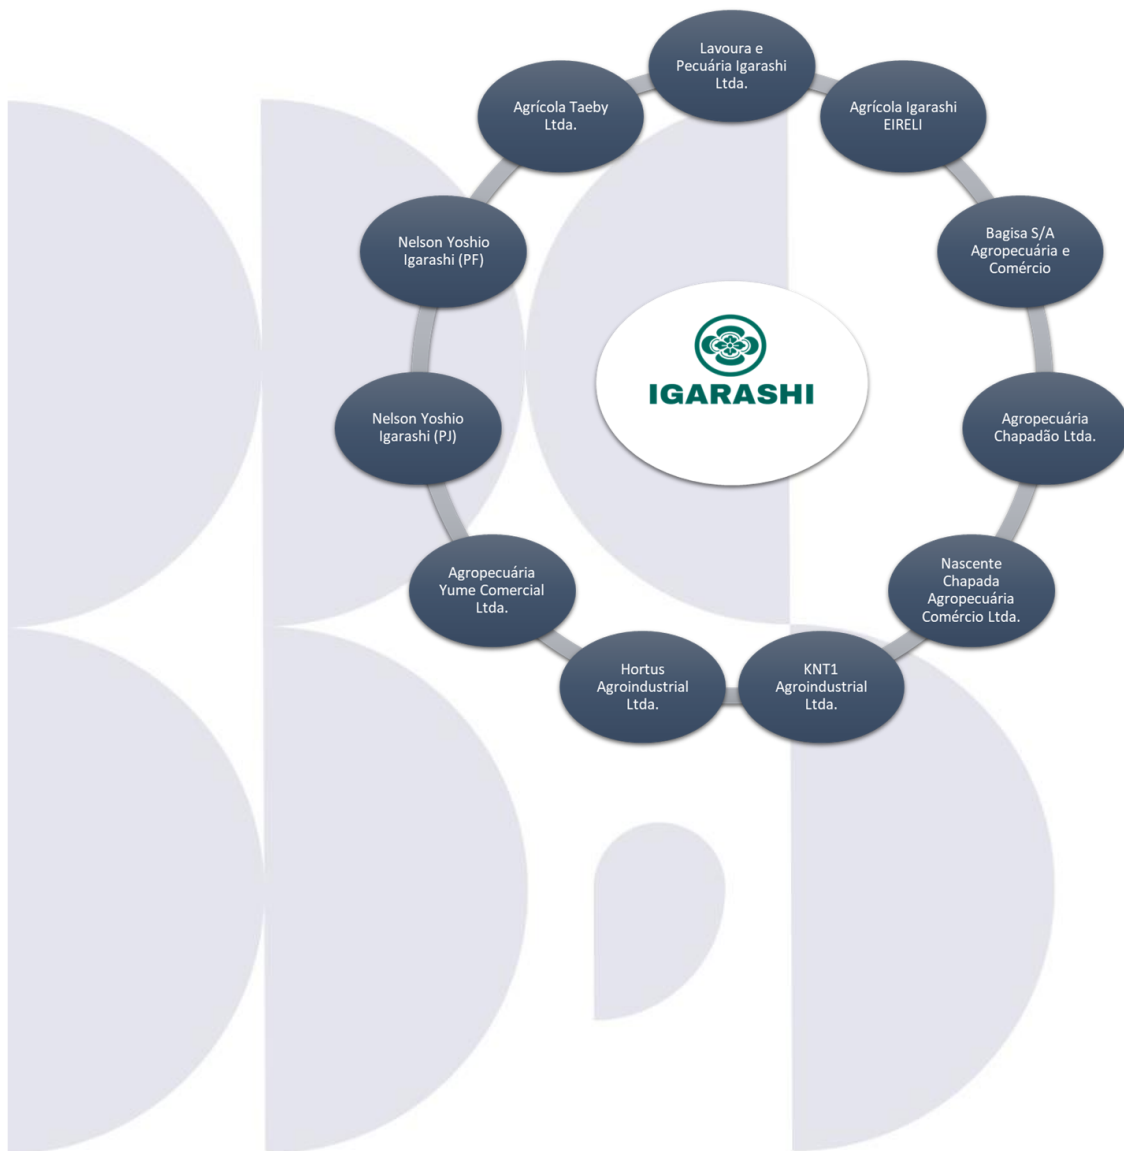 Lavoura e
Pecuária Igarashi
Ltda.
Agrícola Taeby
Ltda.
Agrícola Igarashi
EIRELI
Nelson Yoshio
Igarashi (PF)
Bagisa S/A
Agropecuária e
Comércio
IGARASHI
Nelson Yoshio
Igarashi (PJ)
Agropecuária
Chapadão Ltda.
Agropecuária
Yume Comercial
Ltda.
Nascente
Chapada
Agropecuária
Comércio Ltda.
Hortus
Agroindustrial
Ltda.
KNT1
Agroindustrial
Ltda.